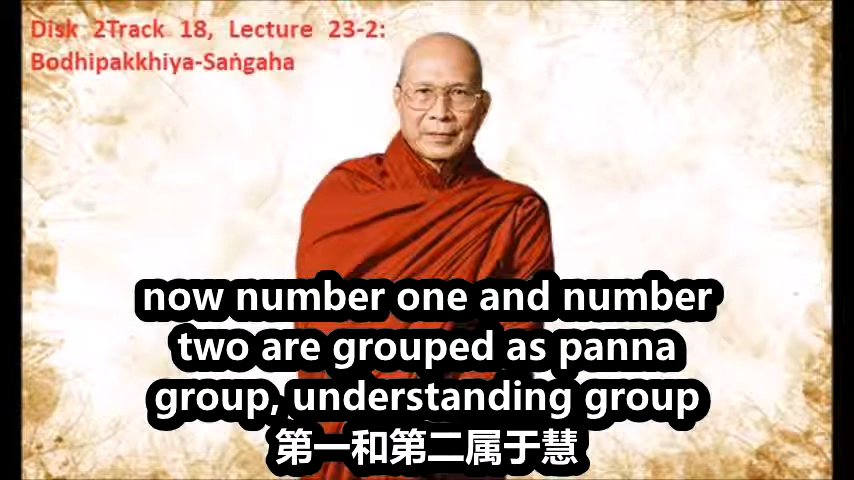 Disk 2Track 18, Lecture 23-2:
Bodhipakkhiya-Saṅgaha
now number one and number
two are grouped as panna
group, understanding group
第一和第二属于慧